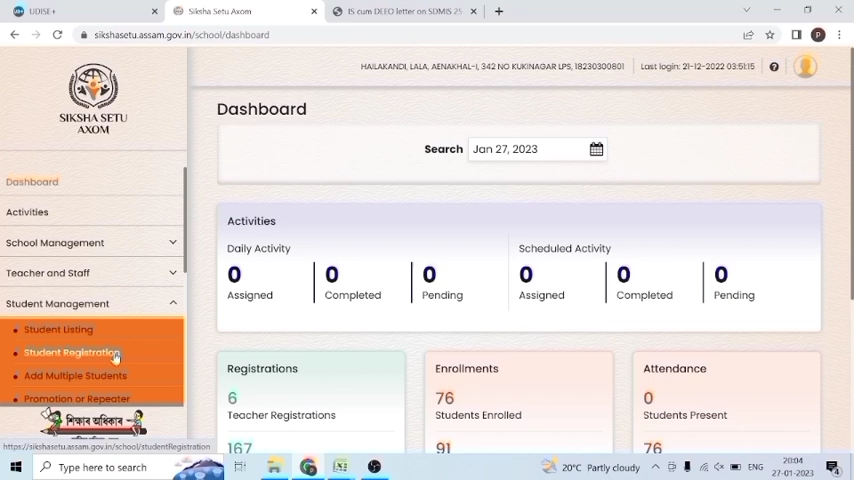 UDISE+
Siksha Setu Axom
IS cum DEEO letter on SDMIS 25
sikshasetu.assam.gov.in/school/dashboard
P
SIKSHA SETU
AXOM
HAILAKANDI, LALA, AENAKHAL-I, 342 NO KUKINAGAR LPS, 18230300801
Last login: 21-12-2022 03:51:15
Dashboard
Search
Jan 27, 2023
Dashboard
Activities
School Management
Teacher and Staff
Student Management
Student Listing
Student Registration
Add Multiple Students
Promotion or Repeater
শিক্ষাৰ অধিকাৰ
Activities
Daily Activity
Scheduled Activity
0 0 0 0 0 0
Assigned Completed Pending Assigned Completed Pending
Registrations
6
Teacher Registrations
167
Enrollments
76
Students Enrolled
91
Attendance
0
Students Present
76
https://sikshasetu.assam.gov.in/school/studentRegistration
Type here to search
20°C Partly cloudy
ENG
20:04
27-01-2023
4